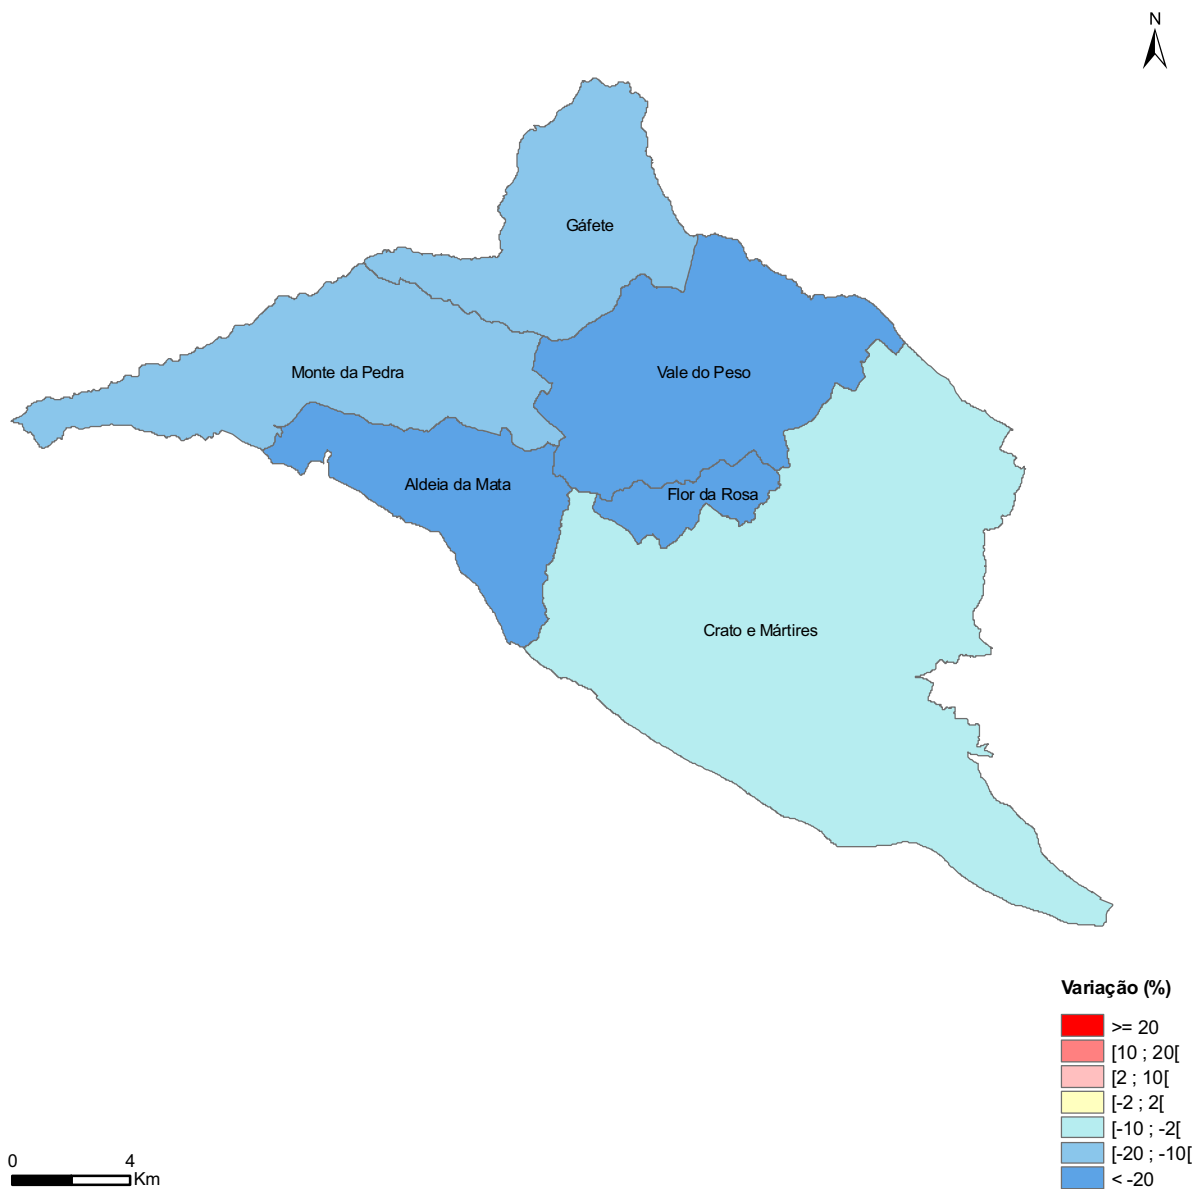 N
Gáfete
Monte da Pedra
Vale do Peso
Aldeia da Mata
Flor da Rosa
Crato e Mártires
Variação (%)
>= 20
[10 ; 20[
[2 ; 10[
[-2 ; 2[
[-10 ; -2[
[-20 ; -10[
< -20
0 4
Km